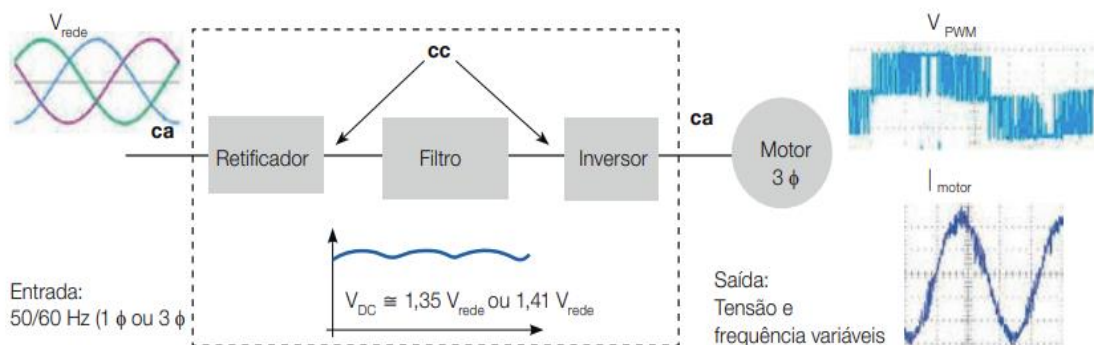 V rede
ca
cc
Retificador
Filtro
Inversor
ca
Motor
3 ϕ
V PWM
I motor
V DC ≅ 1,35 V rede ou 1,41 V rede
Entrada:
50/60 Hz (1 ϕ ou 3 ϕ
Saída:
Tensão e
frequência variáveis